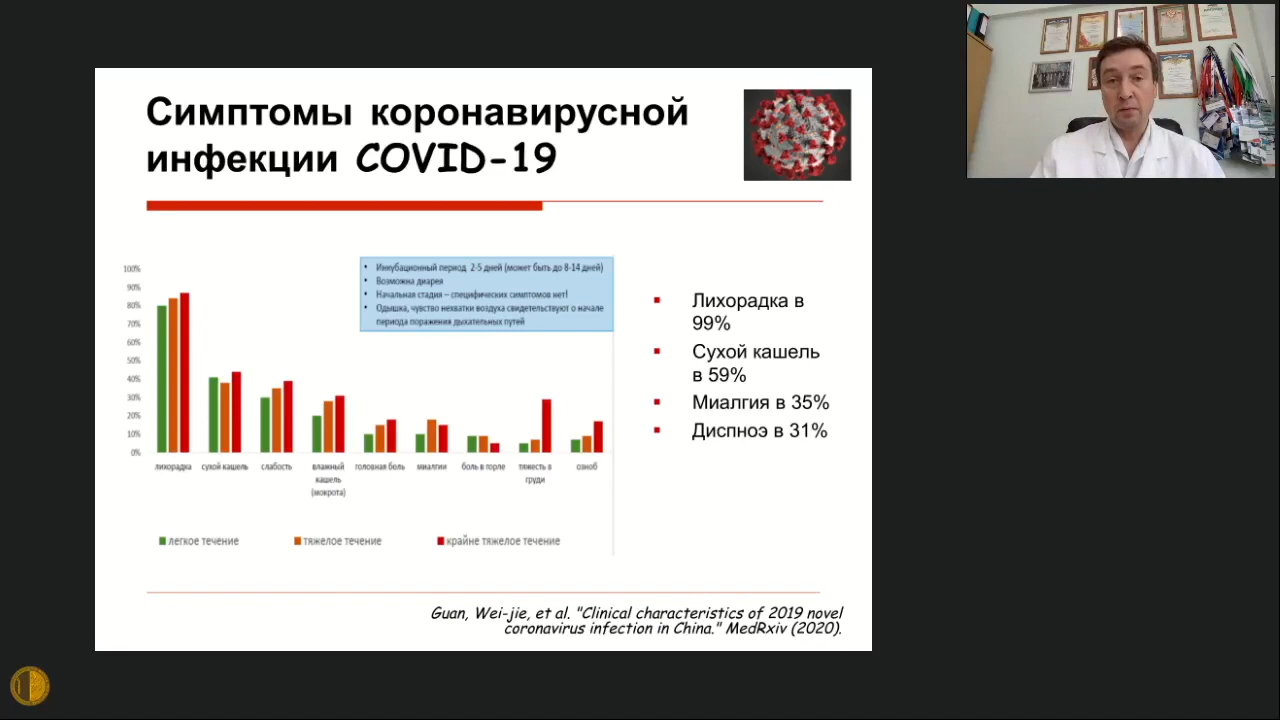 Симптомы коронавирусной
инфекции COVID-19
• Инкубационный период 2-5 дней (может быть до 8-14 дней)
• Возможна диарея
• Начальная стадия – специфических симптомов нет!
• Одышка, чувство нехватки воздуха свидетельствуют о начале
периода поражения дыхательных путей
100%
90%
80%
70%
60%
50%
40%
30%
20%
10%
0%
лихорадка
сухой кашель
слабость
влажный
кашель
(мокрота)
головная боль
миалгии
боль в горле
тяжесть в
груди
озноб
легкое течение
тяжелое течение
крайне тяжелое течение
Лихорадка в
99%
Сухой кашель
в 59%
Миалгия в 35%
Диспноэ в 31%
Guan, Wei-jie, et al. "Clinical characteristics of 2019 novel
coronavirus infection in China." MedRxiv (2020).